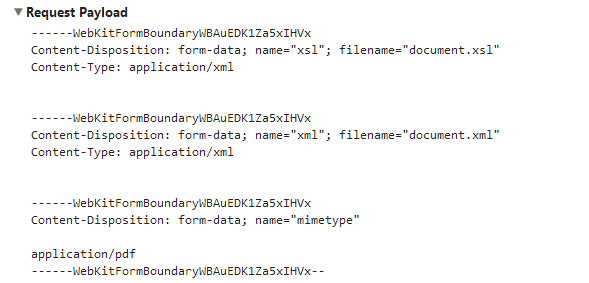 ▼ Request Payload
------WebKitFormBoundaryWBAuEDK1Za5xIHVx
Content-Disposition: form-data; name="xsl"; filename="document.xsl"
Content-Type: application/xml
------WebKitFormBoundaryWBAuEDK1Za5xIHVx
Content-Disposition: form-data; name="xml"; filename="document.xml"
Content-Type: application/xml
------WebKitFormBoundaryWBAuEDK1Za5xIHVx
Content-Disposition: form-data; name="mimetype"
application/pdf
------WebKitFormBoundaryWBAuEDK1Za5xIHVx--